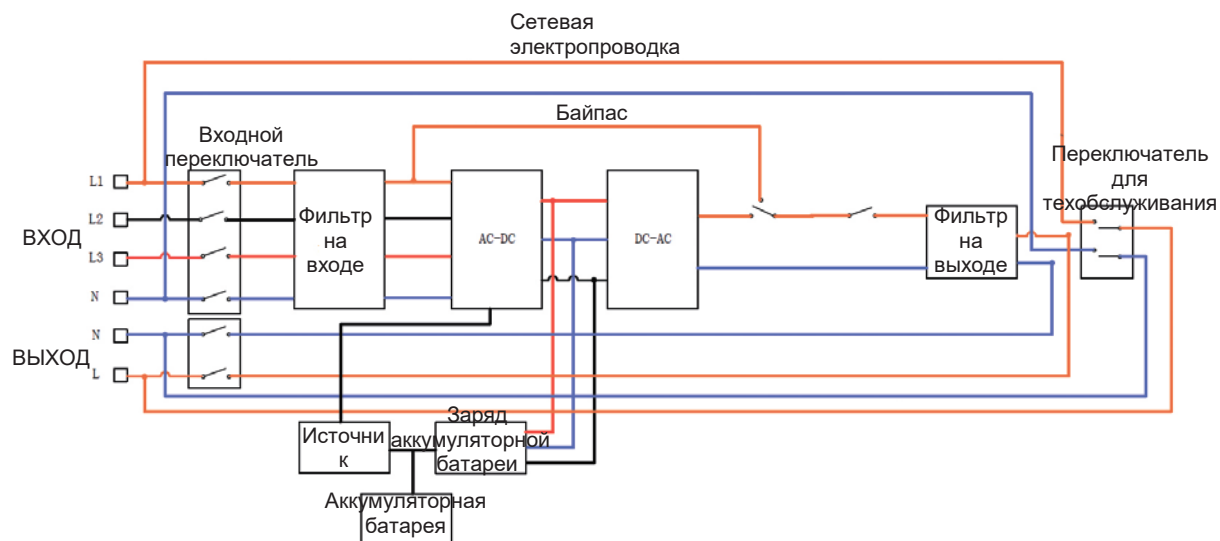 Сетевая
электропроводка
Байпас
Входной
переключатель
Переключатель
для
техобслуживания
L1
L2
ВХОД
L3
N
N
ВЫХОД
L
Фильтр
на
входе
AC-DC
DC-AC
Фильтр
на
выходе
Источни
к
Заряд
аккумуляторной
батареи
Аккумуляторная
батарея